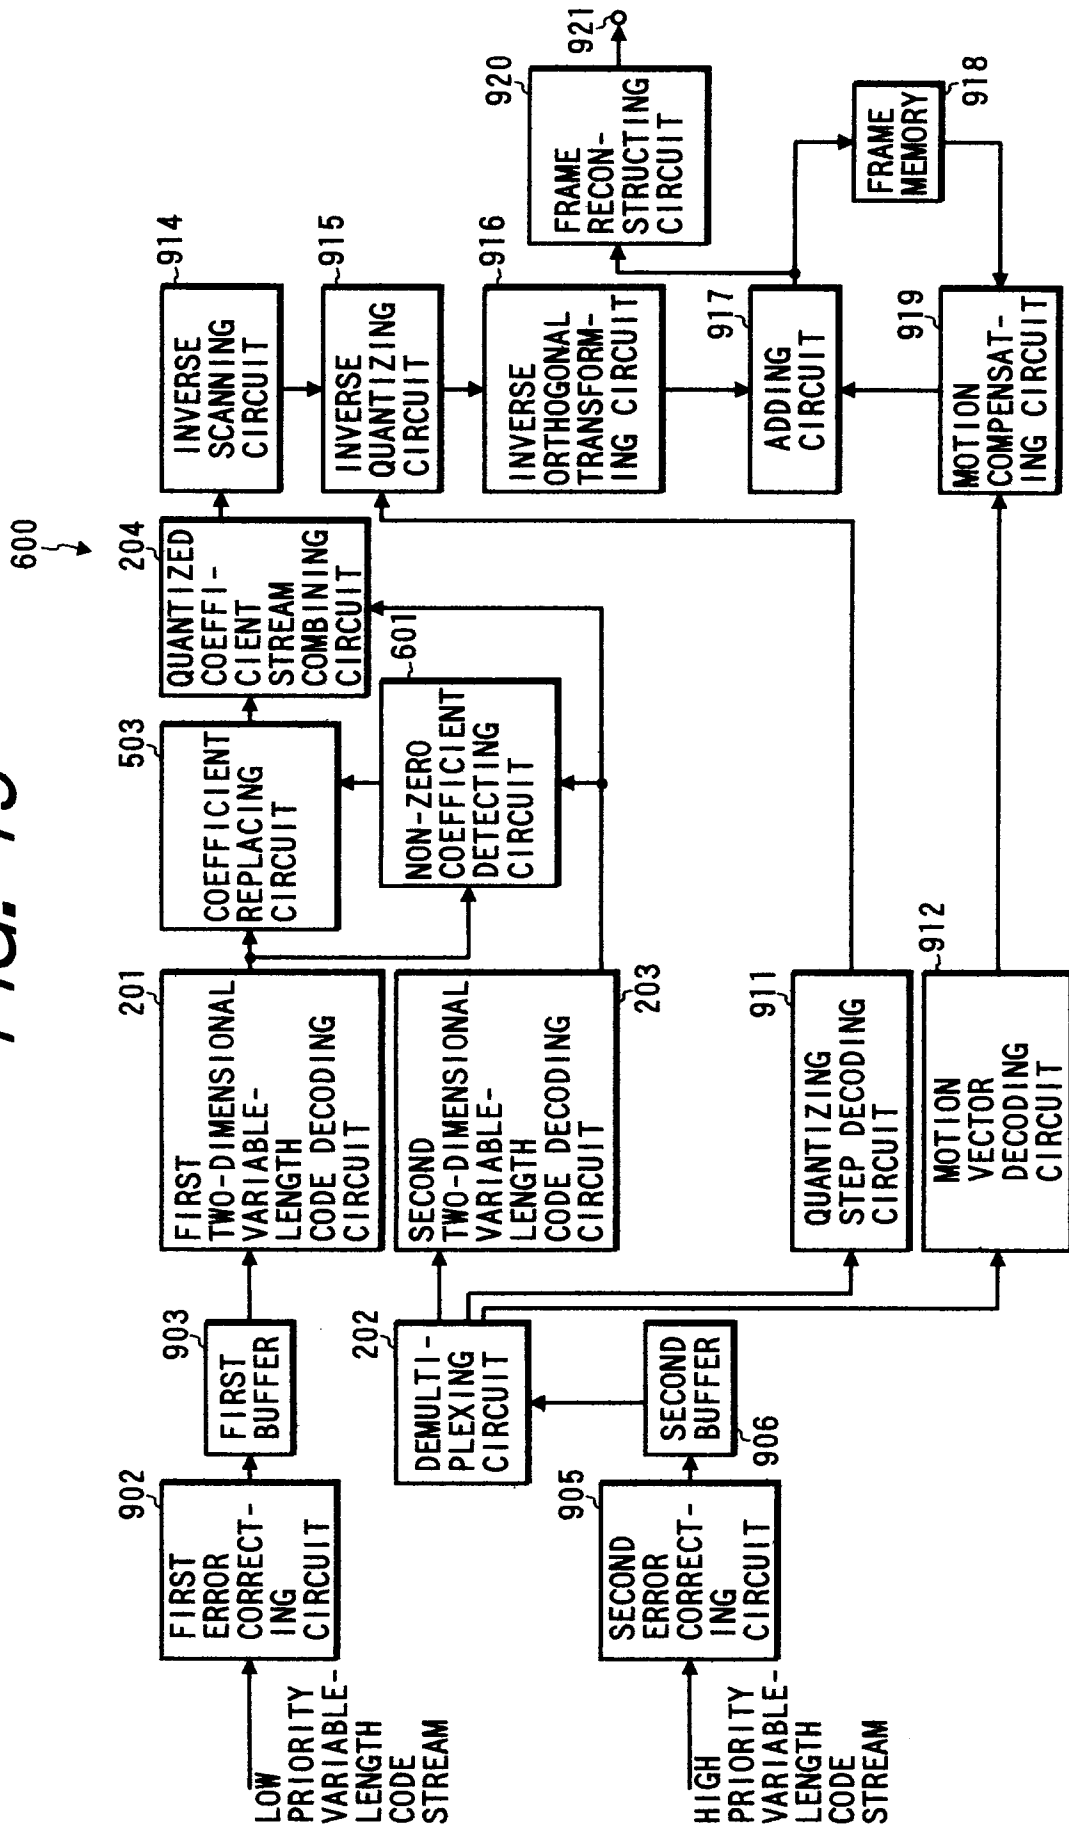 600
LOW
PRIORITY
VARIABLE-
LENGTH
CODE
STREAM
902
FIRST
ERROR
CORRECT-
ING
CIRCUIT
903
FIRST
BUFFER
201
FIRST
TWO-DIMENSIONAL
VARIABLE-
LENGTH
CODE DECODING
CIRCUIT
503
COEFFICIENT
REPLACING
CIRCUIT
204
QUANTIZED
COEFFI-
CIENT
STREAM
COMBINING
CIRCUIT
914
INVERSE
SCANNING
CIRCUIT
601
NON-ZERO
COEFFICIENT
DETECTING
CIRCUIT
915
INVERSE
QUANTIZING
CIRCUIT
202
DEMULTI-
PLEXING
CIRCUIT
SECOND
TWO-DIMENSIONAL
VARIABLE-
LENGTH
CODE DECODING
CIRCUIT
203
916
INVERSE
ORTHOGONAL
TRANSFORM-
ING CIRCUIT
920
FRAME
RECON-
STRUCTING
CIRCUIT
921
HIGH
PRIORITY
VARIABLE-
LENGTH
CODE
STREAM
905
SECOND
ERROR
CORRECT-
ING
CIRCUIT
SECOND
BUFFER
906
911
QUANTIZING
STEP DECODING
CIRCUIT
917
ADDING
CIRCUIT
FRAME
MEMORY
918
912
MOTION
VECTOR
DECODING
CIRCUIT
919
MOTION
COMPENSAT-
ING CIRCUIT